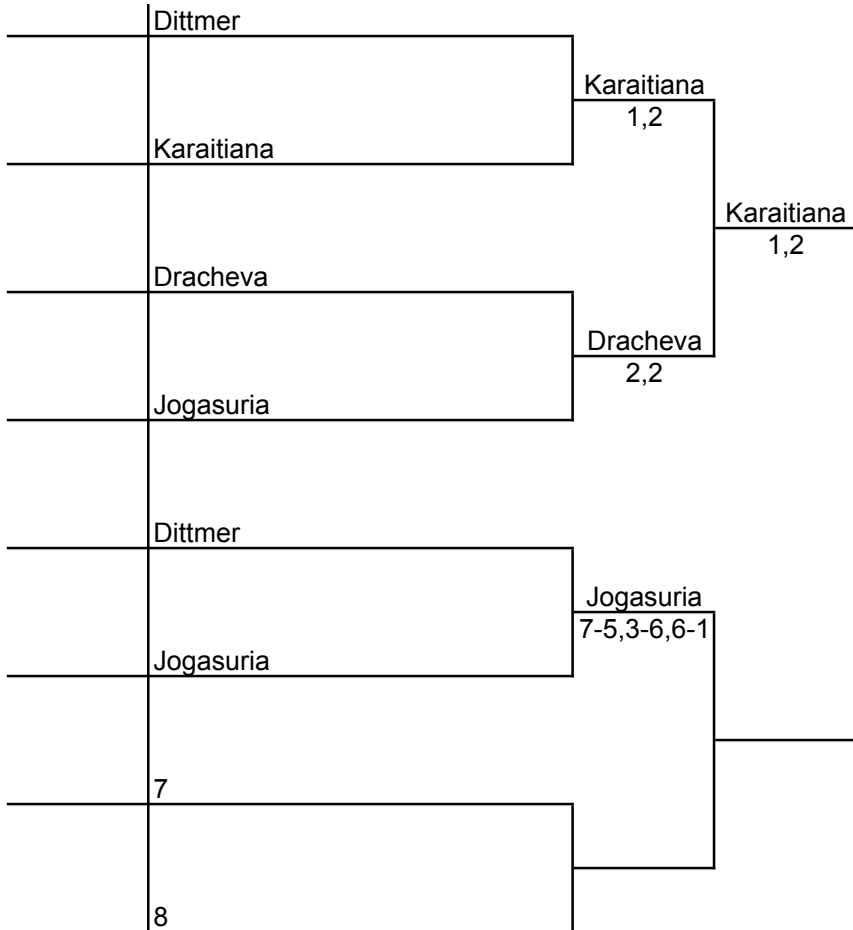 Dittmer
Karaitiana
1,2
Karaitiana
Karaitiana
1,2
Dracheva
Dracheva
2,2
Jogasuria
Dittmer
Jogasuria
7-5,3-6,6-1
Jogasuria
7
8